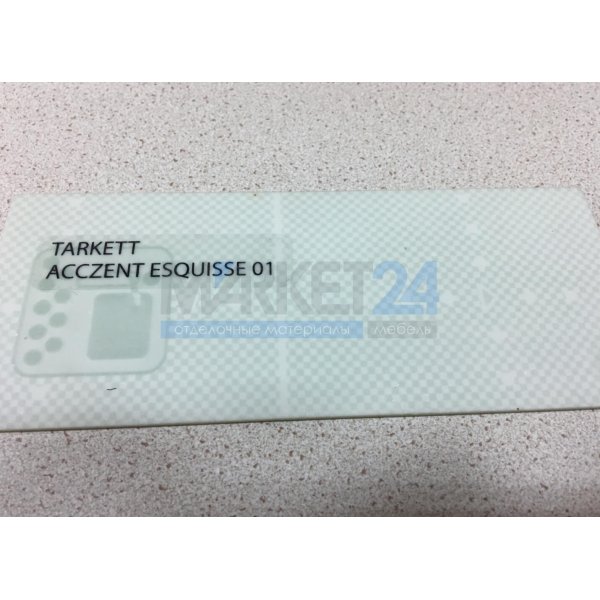 TARKETT
ACCZENT ESQUISSE 01
MARKET24
отделочные материалы мебель